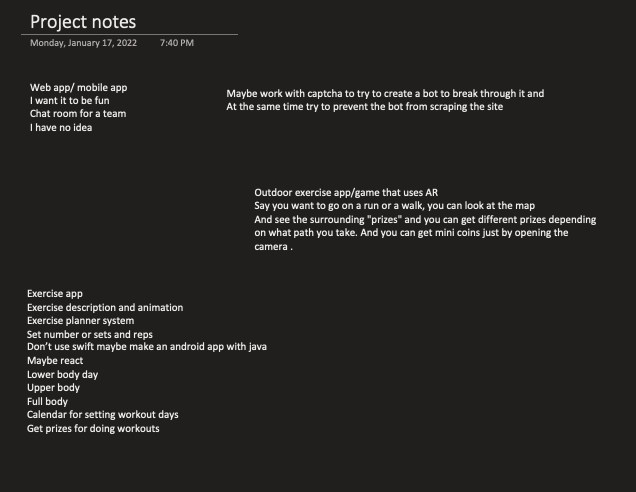 Project notes
Monday, January 17, 2022 7:40 PM
Web app/ mobile app
I want it to be fun
Chat room for a team
I have no idea
Maybe work with captcha to try to create a bot to break through it and
At the same time try to prevent the bot from scraping the site
Outdoor exercise app/game that uses AR
Say you want to go on a run or a walk, you can look at the map
And see the surrounding "prizes" and you can get different prizes depending
on what path you take. And you can get mini coins just by opening the
camera .
Exercise app
Exercise description and animation
Exercise planner system
Set number or sets and reps
Don't use swift maybe make an android app with java
Maybe react
Lower body day
Upper body
Full body
Calendar for setting workout days
Get prizes for doing workouts